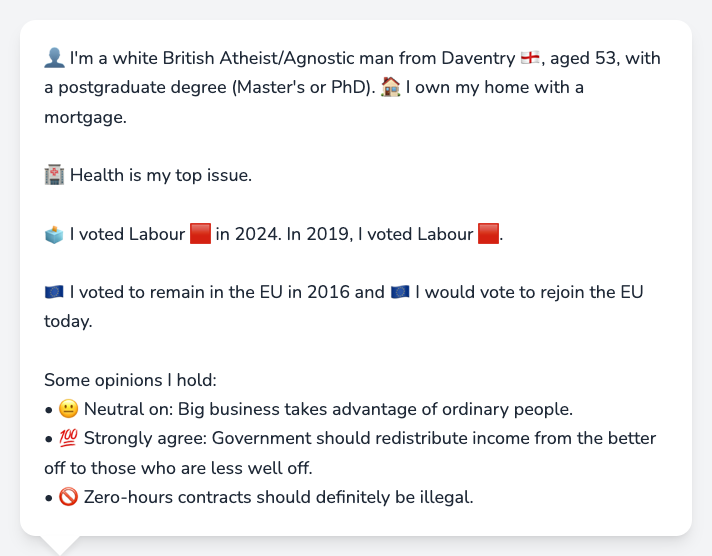 👤 I'm a white British Atheist/Agnostic man from Daventry 🏴󠁧󠁢󠁥󠁮󠁧󠁿, aged 53, with
a postgraduate degree (Master's or PhD). 🏠 I own my home with a
mortgage.
🏥 Health is my top issue.
🗳️ I voted Labour 🟥 in 2024. In 2019, I voted Labour 🟥.
🇪🇺 I voted to remain in the EU in 2016 and 🇪🇺 I would vote to rejoin the EU
today.
Some opinions I hold:
• 😐 Neutral on: Big business takes advantage of ordinary people.
• 💯 Strongly agree: Government should redistribute income from the better
off to those who are less well off.
• 🚫 Zero-hours contracts should definitely be illegal.